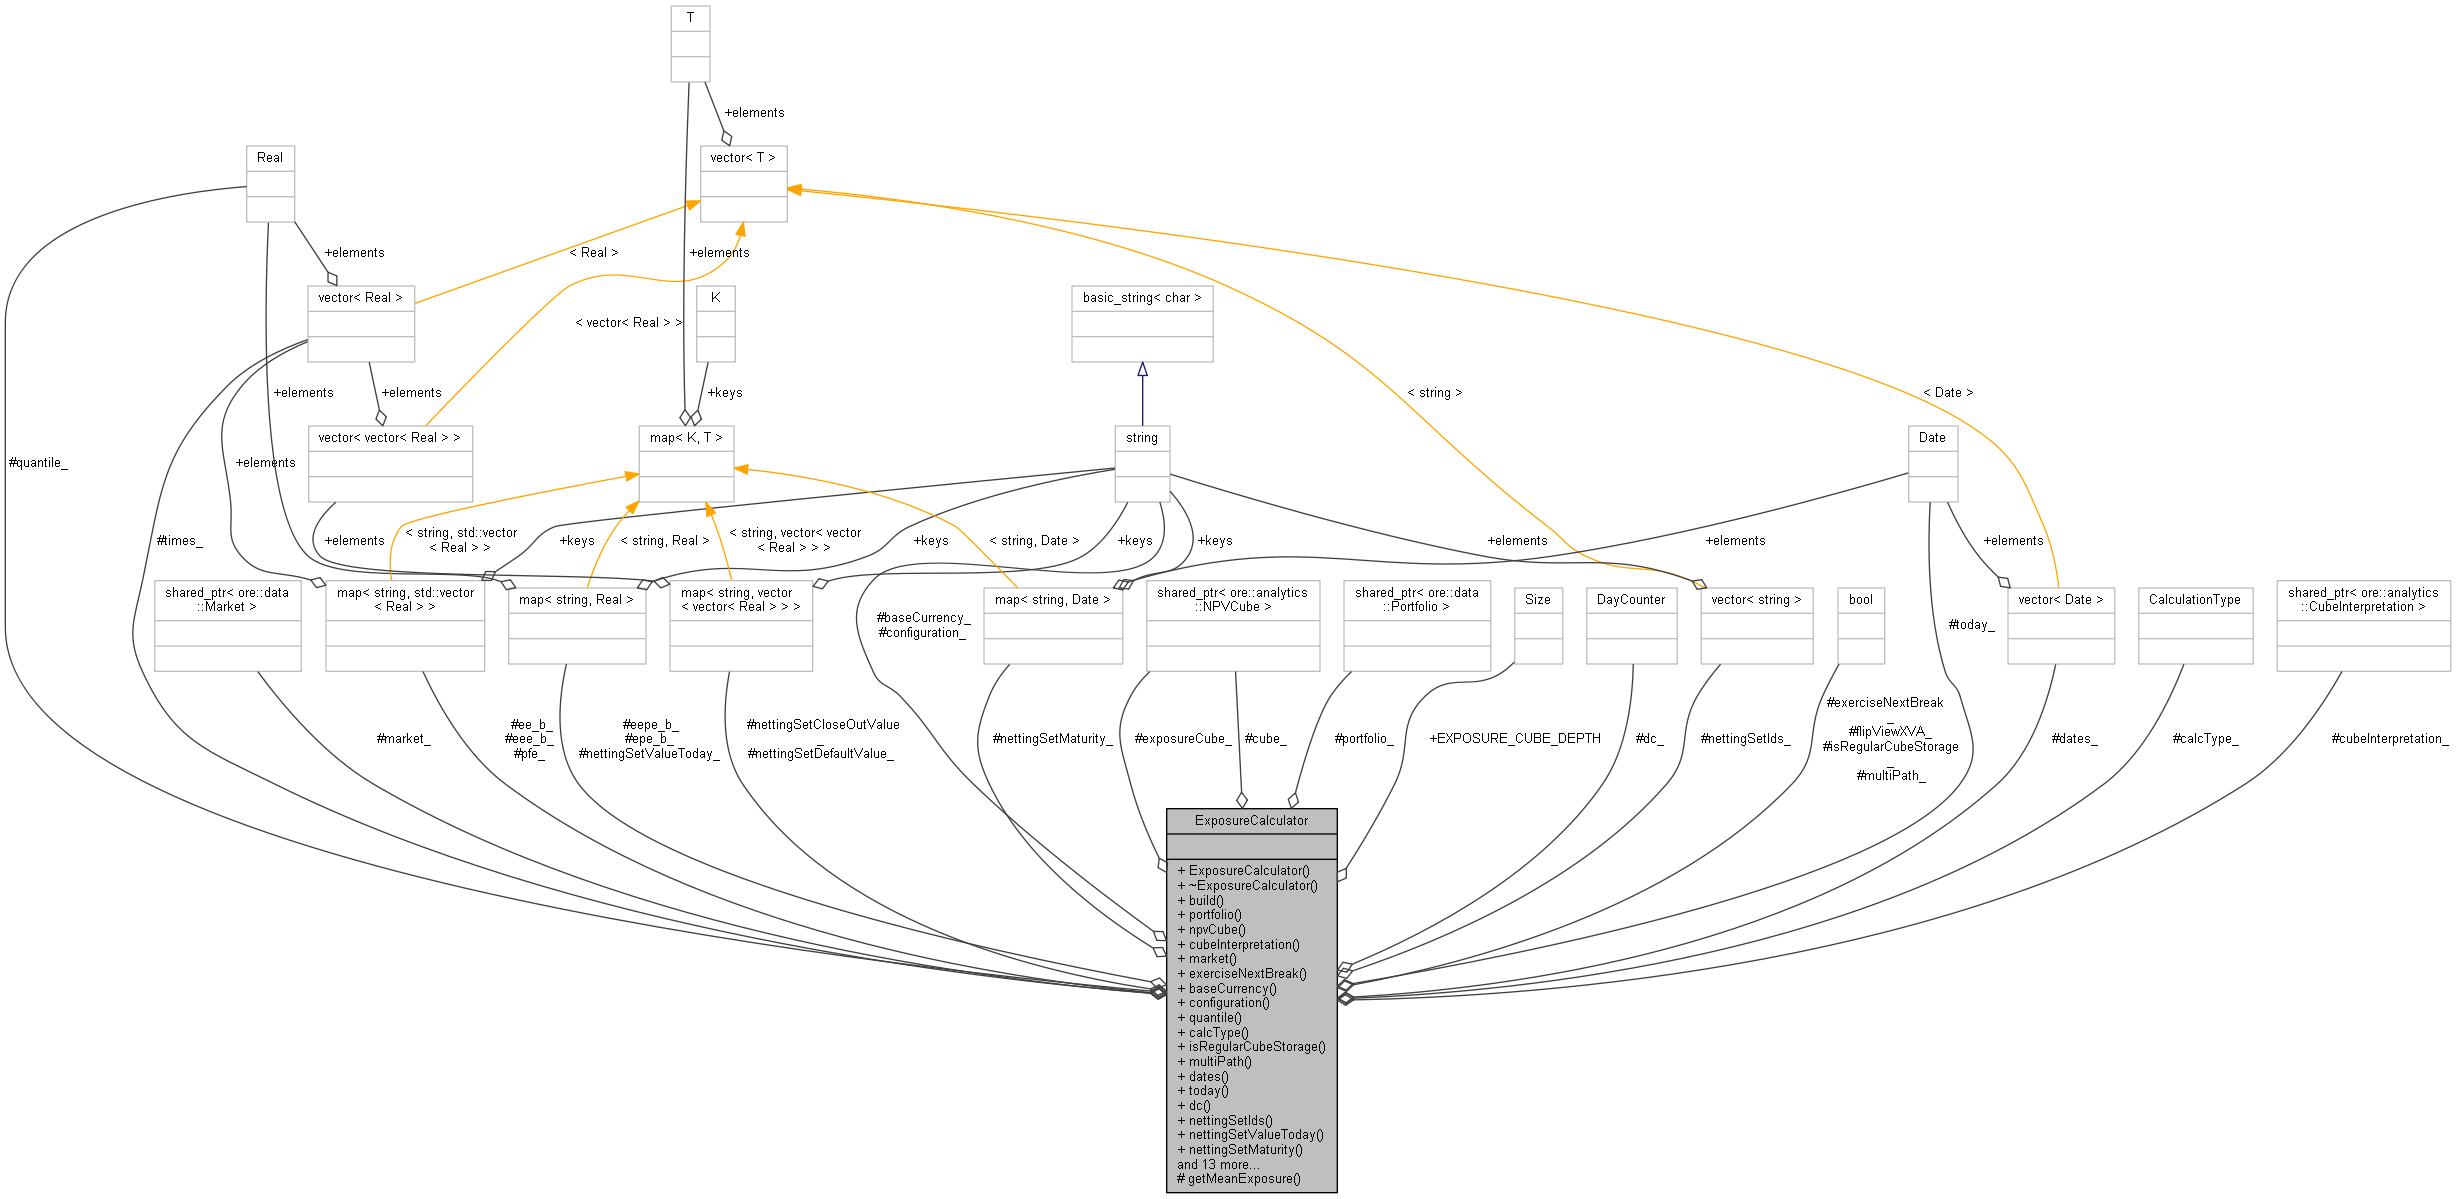 T
+elements
Real
vector< T >
+elements
< Real >
+elements
vector< Real >
K
basic_string< char >
< vector< Real > >
+elements
+elements
+keys
< string >
< Date >
vector< vector< Real > >
map< K, T >
string
Date
#quantile_
+elements
#times_
+elements
< string, std::vector
< Real > >
+keys
< string, Real >
< string, vector< vector
< Real > > >
+keys
< string, Date >
+keys
+keys
+elements
+elements
+elements
shared_ptr< ore::data
::Market >
map< string, std::vector
< Real > >
map< string, Real >
map< string, vector
< vector< Real > > >
#baseCurrency_
#configuration_
map< string, Date >
shared_ptr< ore::analytics
::NPVCube >
shared_ptr< ore::data
::Portfolio >
Size
DayCounter
vector< string >
bool
#today_
vector< Date >
CalculationType
shared_ptr< ore::analytics
::CubeInterpretation >
#market_
#ee_b_
#eee_b_
#pfe_
#eepe_b_
#epe_b_
#nettingSetValueToday_
#nettingSetCloseOutValue
_
#nettingSetDefaultValue_
#nettingSetMaturity_
#exposureCube_
#cube_
#portfolio_
+EXPOSURE_CUBE_DEPTH
#dc_
#nettingSetIds_
#exerciseNextBreak
_
#flipViewXVA_
#isRegularCubeStorage
_
#multiPath_
#dates_
#calcType_
#cubeInterpretation_
ExposureCalculator
+ ExposureCalculator()
+ ~ExposureCalculator()
+ build()
+ portfolio()
+ npvCube()
+ cubeInterpretation()
+ market()
+ exerciseNextBreak()
+ baseCurrency()
+ configuration()
+ quantile()
+ calcType()
+ isRegularCubeStorage()
+ multiPath()
+ dates()
+ today()
+ dc()
+ nettingSetIds()
+ nettingSetValueToday()
+ nettingSetMaturity()
and 13 more...
# getMeanExposure()